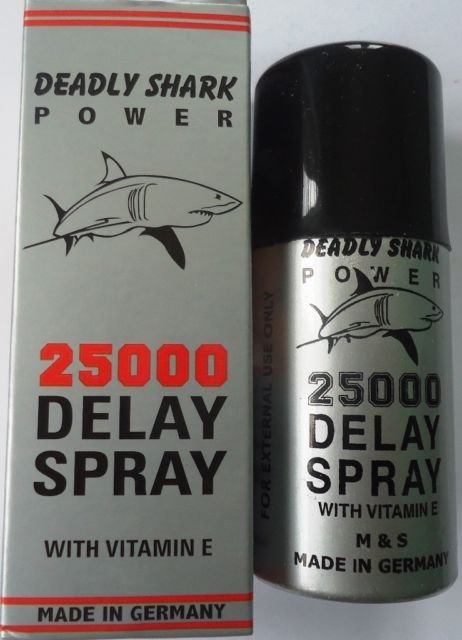 DEADLY SHARK
POWER
25000
DELAY
SPRAY
WITH VITAMIN E
MADE IN GERMANY
DEADLY SHARK
POWER
25000
DELAY
SPRAY
WITH VITAMIN E
M & S
MADE IN GERMANY
FOR EXTERNAL USE ONLY